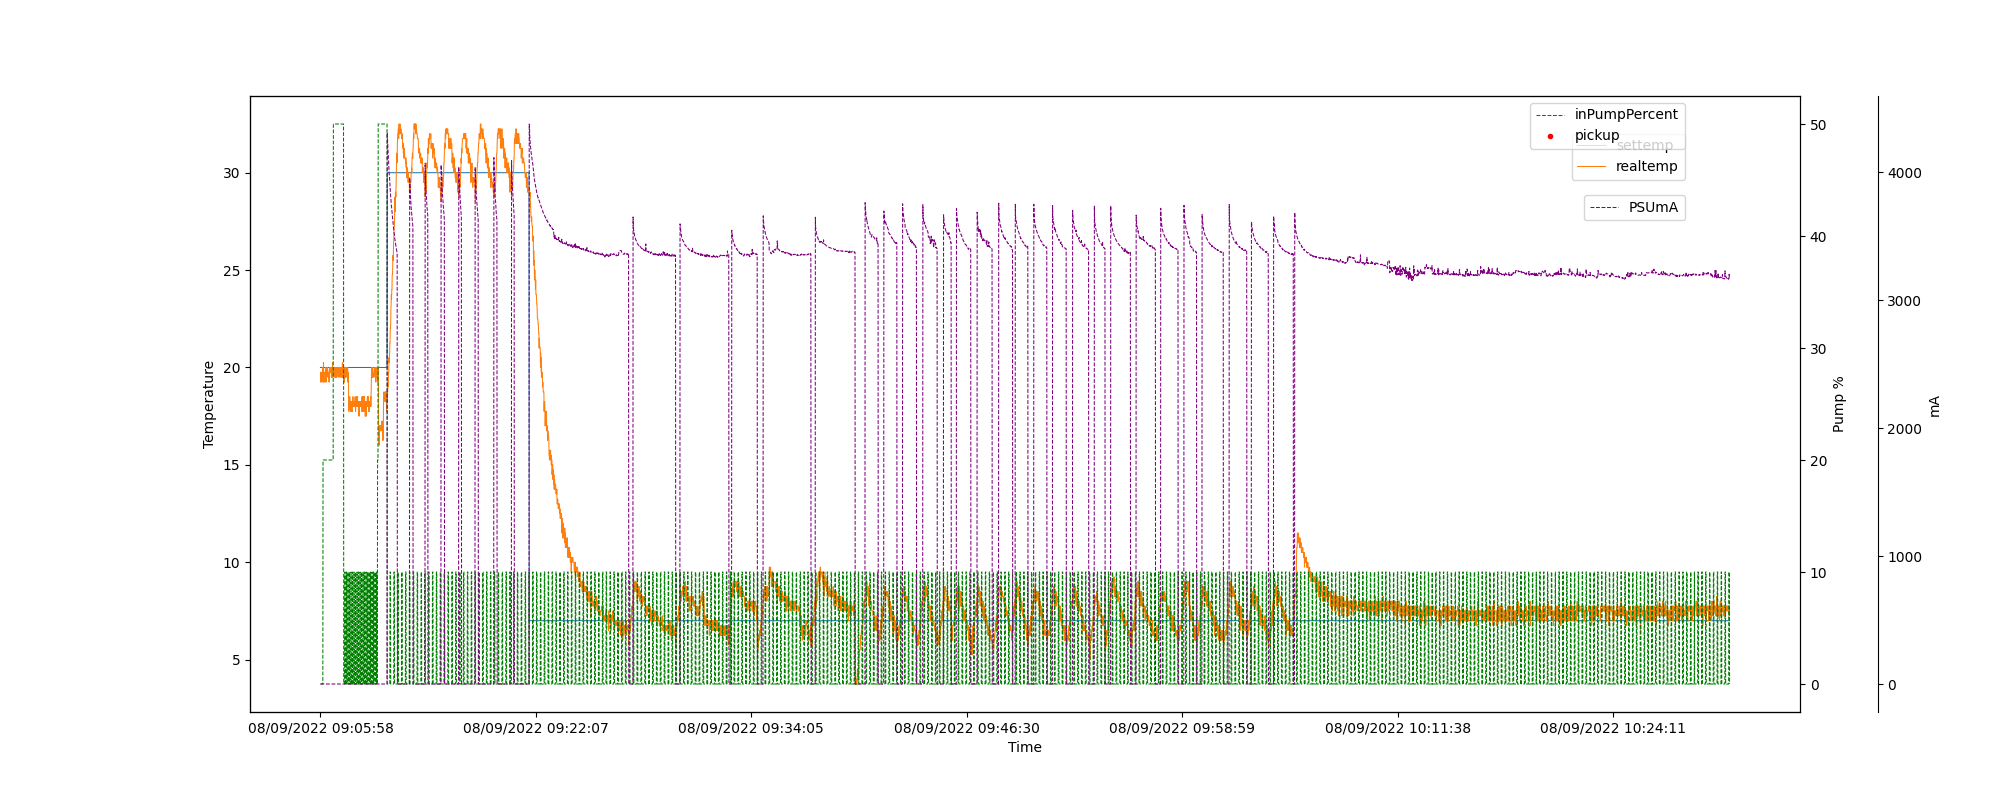 inPumpPercent
pickup
settemp
realtemp
PSUmA
30
25
20
15
10
5
Temperature
50
40
30
20
10
0
Pump %
4000
3000
2000
1000
0
mA
08/09/2022 09:05:58
08/09/2022 09:22:07
08/09/2022 09:34:05
08/09/2022 09:46:30
08/09/2022 09:58:59
08/09/2022 10:11:38
08/09/2022 10:24:11
Time